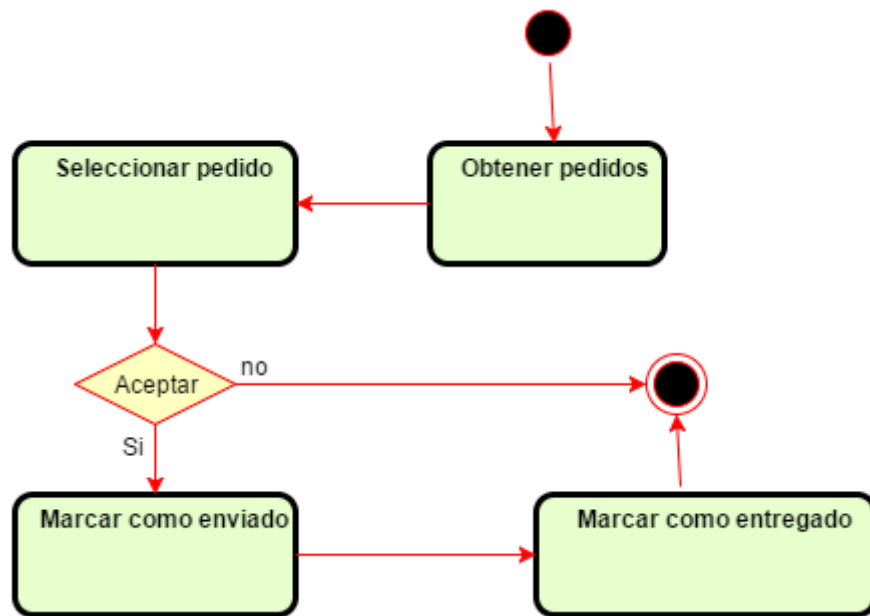 Seleccionar pedido
Obtener pedidos
Aceptar
no
Si
Marcar como enviado
Marcar como entregado